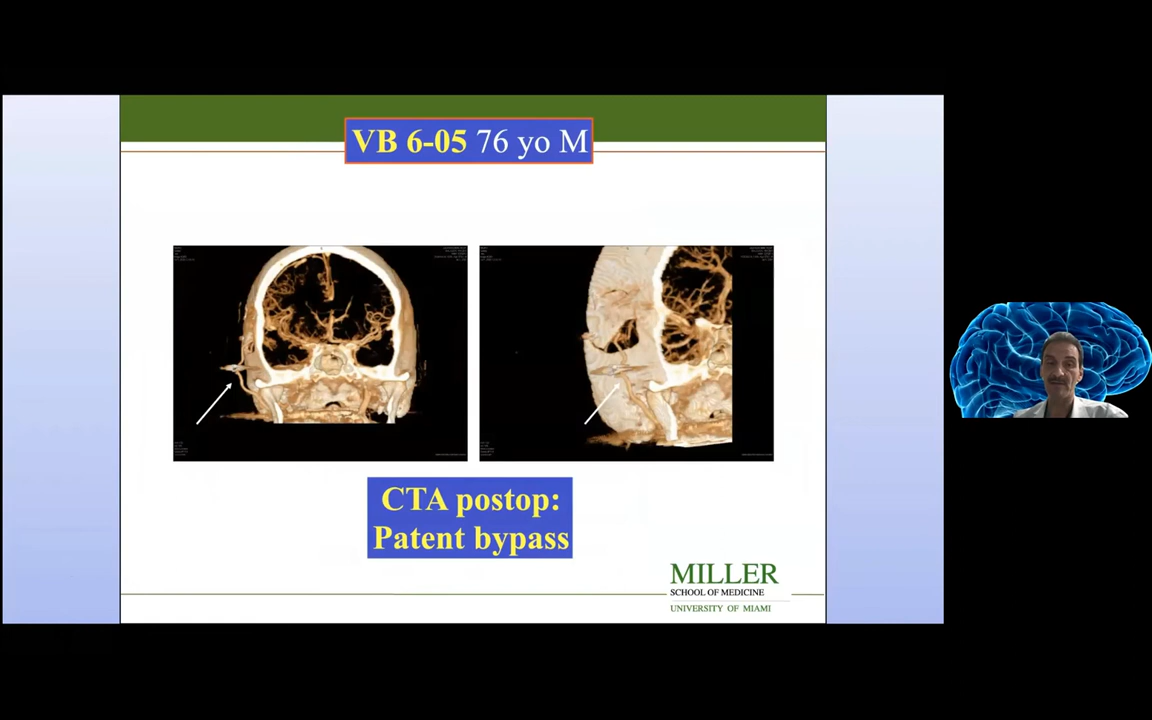 VB 6-05 76 yo M
CTA postop:
Patent bypass
MILLER
SCHOOL OF MEDICINE
UNIVERSITY OF MIAMI